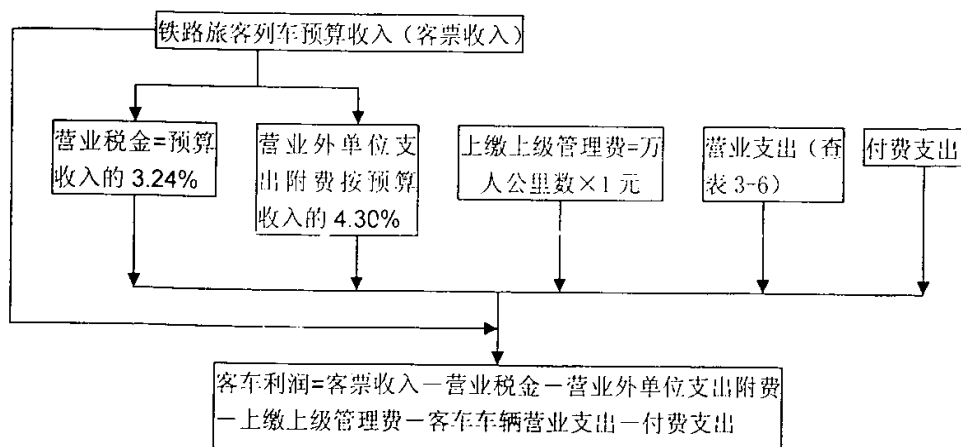 铁路旅客列车预算收入（客票收入）
营业税金=预算
收入的 3.24%
营业外单位支
出附费按预算
收入的 4.30%
上缴上级管理费=万
人公里数×1元
营业支出（查
表 3-6）
付费支出
客车利润=客票收入－营业税金－营业外单位支出附费
－上缴上级管理费－客车车辆营业支出－付费支出